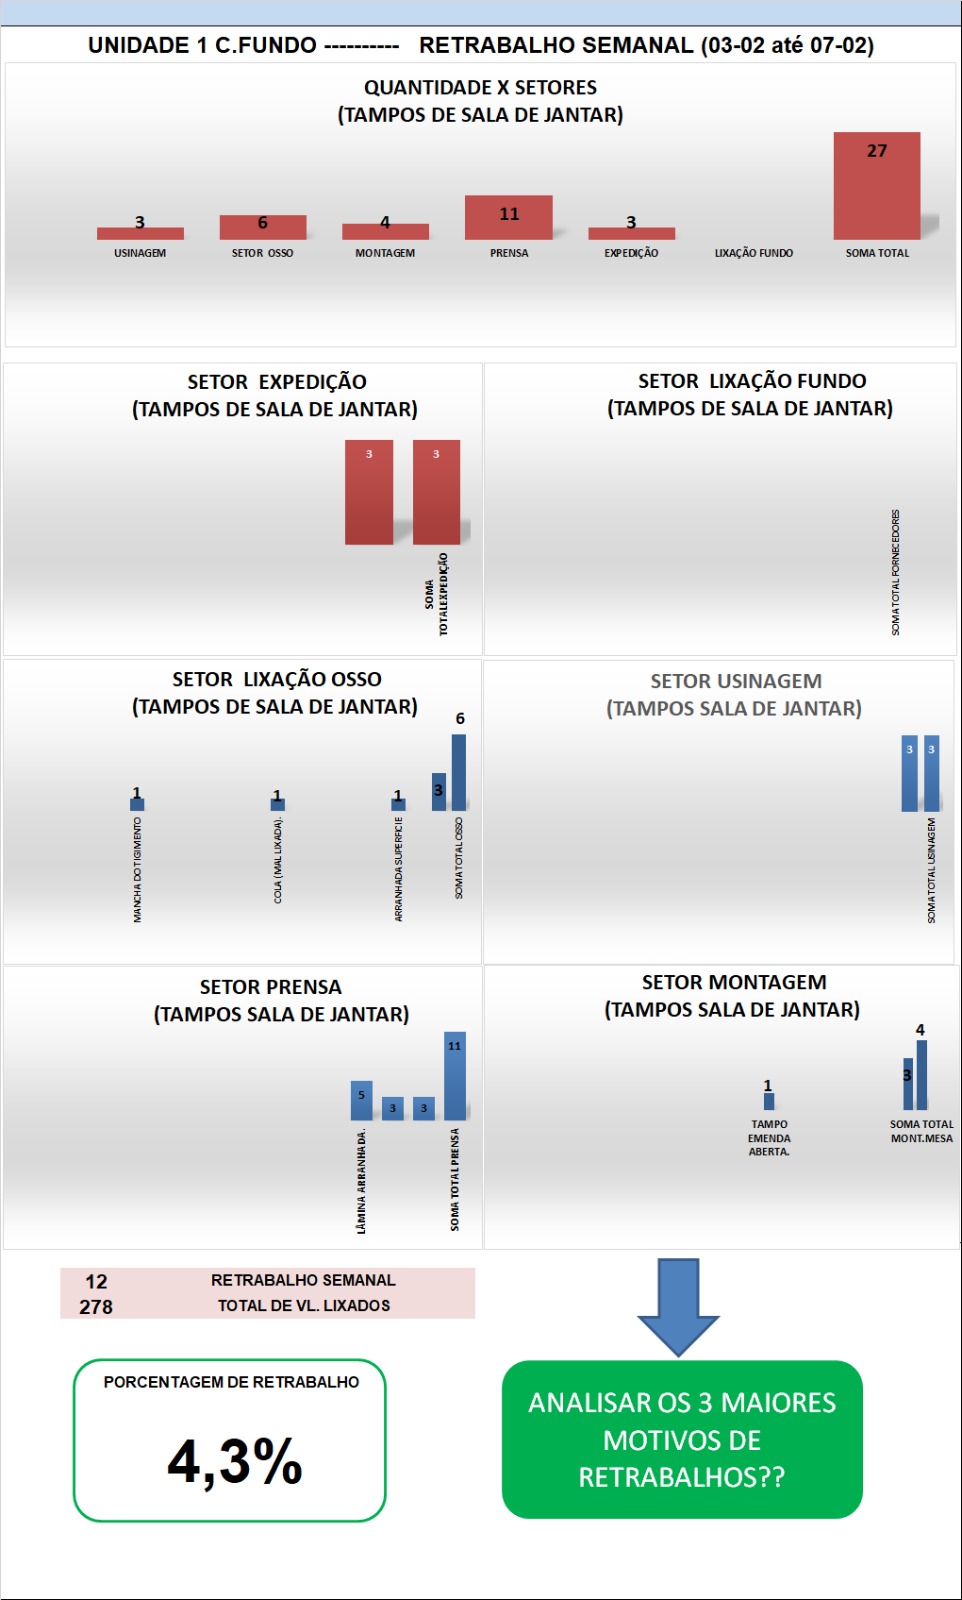 UNIDADE 1 C.FUNDO ---------- RETRABALHO SEMANAL (03-02 até 07-02)
QUANTIDADE X SETORES
(TAMPOS DE SALA DE JANTAR)
3
6
4
11
3
27
USINAGEM
SETOR OSSO
MONTAGEM
PRENSA
EXPEDIÇÃO
LIXAÇÃO FUNDO
SOMA TOTAL
SETOR EXPEDIÇÃO
(TAMPOS DE SALA DE JANTAR)
3
3
SOMA
TOTALEXPEDIÇÃO
SETOR LIXAÇÃO FUNDO
(TAMPOS DE SALA DE JANTAR)
SOMA TOTAL FORNECEDORES
SETOR LIXAÇÃO OSSO
(TAMPOS DE SALA DE JANTAR)
1
1
1
3
6
MANCHA DO TIGIMENTO
COLA (MAL LIXADA).
ARRANHADA SUPERFICIE
SOMA TOTAL OSSO
SETOR USINAGEM
(TAMPOS SALA DE JANTAR)
3
3
SOMA TOTAL USINAGEM
SETOR PRENSA
(TAMPOS SALA DE JANTAR)
5
3
3
11
LÂMINA ARRANHADA.
SOMA TOTAL PRENSA
SETOR MONTAGEM
(TAMPOS SALA DE JANTAR)
1
3
4
TAMPO
EMENDA
ABERTA.
SOMA TOTAL
MONT.MESA
12 RETRABALHO SEMANAL
278 TOTAL DE VL. LIXADOS
PORCENTAGEM DE RETRABALHO
4,3%
ANALISAR OS 3 MAIORES
MOTIVOS DE
RETRABALHOS??